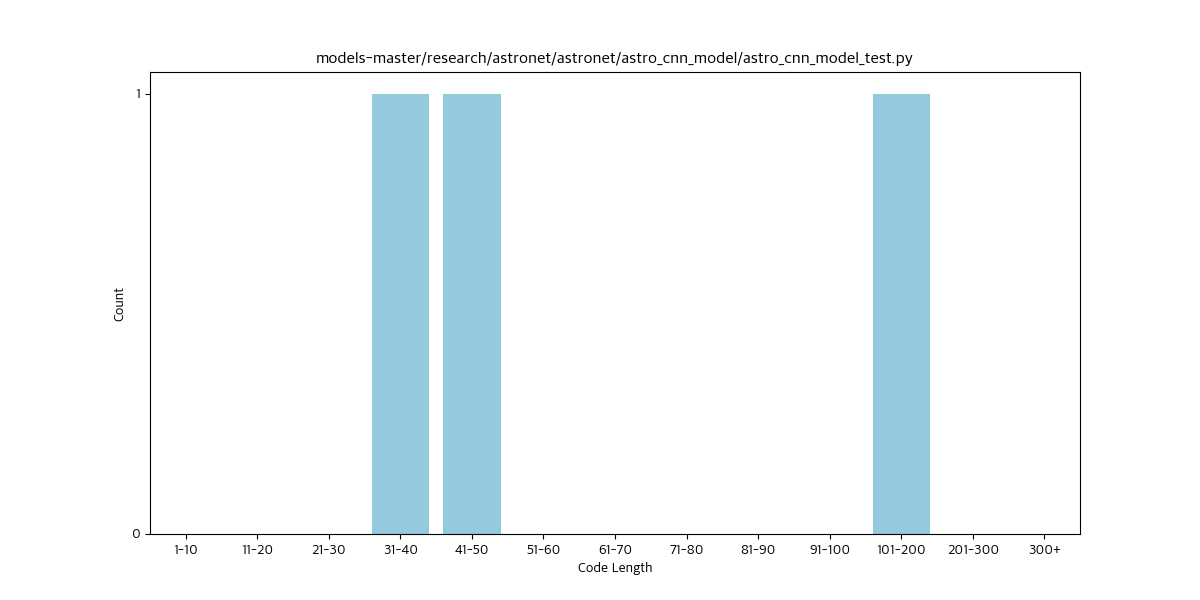 models-master/research/astronet/astronet/astro_cnn_model/astro_cnn_model_test.py
1
Count
0
1-10 11-20 21-30 31-40 41-50 51-60 61-70 71-80 81-90 91-100 101-200 201-300 300+
Code Length